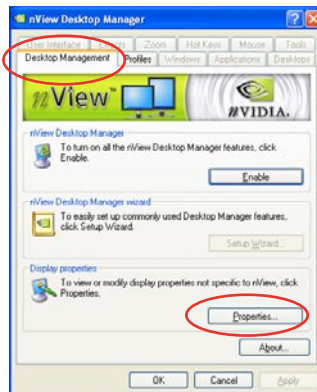 nView Desktop Manager
User Interface Effects Zoom Hot Keys Mouse Tools
Desktop Management Profiles Windows Applications Desktops
nView
nVIDIA.
nView Desktop Manager
To turn on all the nView Desktop Manager features, click
Enable.
Enable
nView Desktop Manager wizard
To easily set up commonly used Desktop Manager features,
click Setup Wizard.
Setup Wizard...
Display properties
To view or modify display properties not specific to nView, click
Properties.
Properties...
About...
OK Cancel Apply